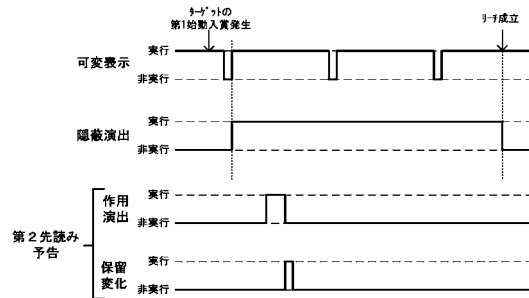 ターゲットの
第1始動入賞発生
リーチ成立
可変表示
実行
非実行
隠蔽演出
実行
非実行
第2先読み
予告
作用
演出
実行
非実行
保留
変化
実行
非実行